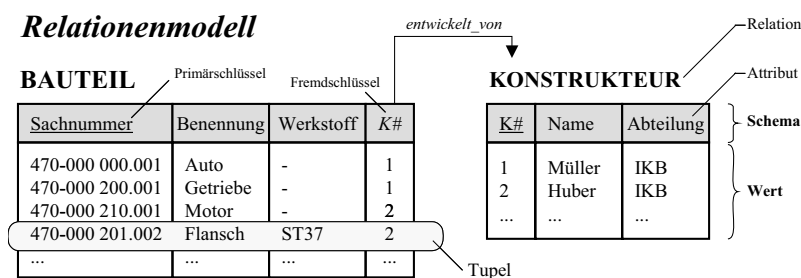 Relationenmodell
entwickelt_von
Relation
BAUTEIL
Primärschlüssel
Fremdschlüssel
KONSTRUKTEUR
Attribut
Sachnummer Benennung Werkstoff K#
470-000 000.001 Auto - 1
470-000 200.001 Getriebe - 1
470-000 210.001 Motor - 2
470-000 201.002 Flansch ST37 2
... ... ... ...
K# Name Abteilung
1 Müller IKB
2 Huber IKB
... ... ...
Schema
Wert
Tupel